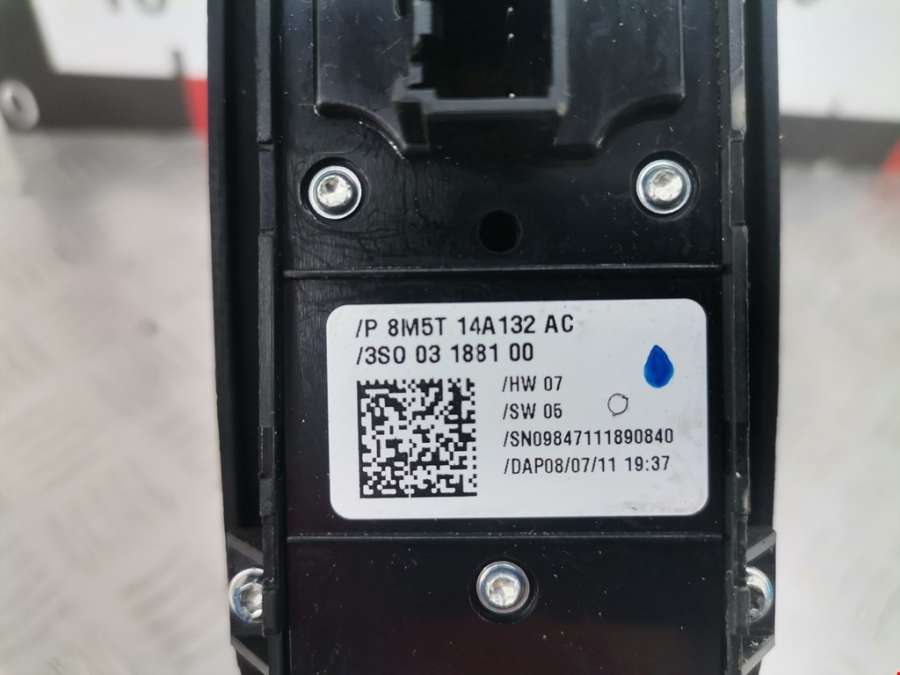 /P 8M5T 14A132 AC
/3S0 03 1881 00
/HW 07
/SW 05
/SN09847111890840
/DAP08/07/11 19:37